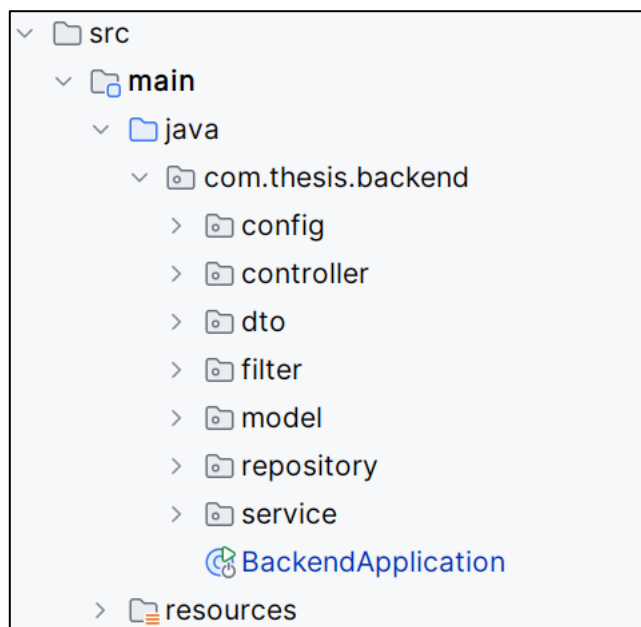 src
main
java
com.thesis.backend
config
controller
dto
filter
model
repository
service
BackendApplication
resources